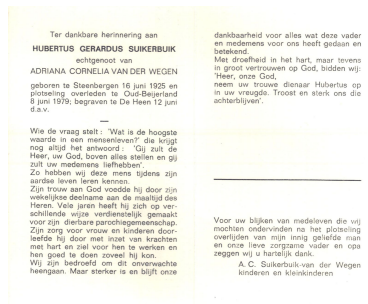 Ter dankbare herinnering aan
HUBERTUS GERARDUS SUIKERBUIK
echtgenoot van
ADRIANA CORNELIA VAN DER WEGEN
geboren te Steenbergen 16 juni 1925 en
plotseling overleden te Oud-Beijerland
8 juni 1979; begraven te De Heen 12 juni
d.a.v.
Wie de vraag stelt: 'Wat is de hoogste
waarde in een mensenleven?' die krijgt
nog altijd het antwoord: 'Gij zult de
Heer, uw God, boven alles stellen en gij
zult uw medemens liefhebben'.
Zo hebben wij deze mens tijdens zijn
aardse leven leren kennen.
Zijn trouw aan God voedde hij door zijn
wekelijkse deelname aan de maaltijd des
Heren. Vele jaren heeft hij zich op ver-
schillende wijze verdienstelijk gemaakt
voor zijn dierbare parochiegemeenschap.
Zijn zorg voor vrouw en kinderen door-
leefde hij door met inzet van krachten
met hart en ziel voor hen te werken en
hen goed te doen zoveel hij kon.
Wij zijn bedroefd om dit onverwachte
heengaan. Maar sterker is en blijft onze
dankbaarheid voor alles wat deze vader
en medemens voor ons heeft gedaan en
betekend.
Met droefheid in het hart, maar tevens
in groot vertrouwen op God, bidden wij:
'Heer, onze God,
neem uw trouwe dienaar Hubertus op
in uw vreugde. Troost en sterk ons die
achterblijven'.
Voor uw blijken van medeleven die wij
mochten ondervinden na het plotseling
overlijden van mijn innig geliefde man
en onze lieve zorgzame vader en opa
zeggen wij u hartelijk dank.
A. C. Suikerbuik-van der Wegen
kinderen en kleinkinderen